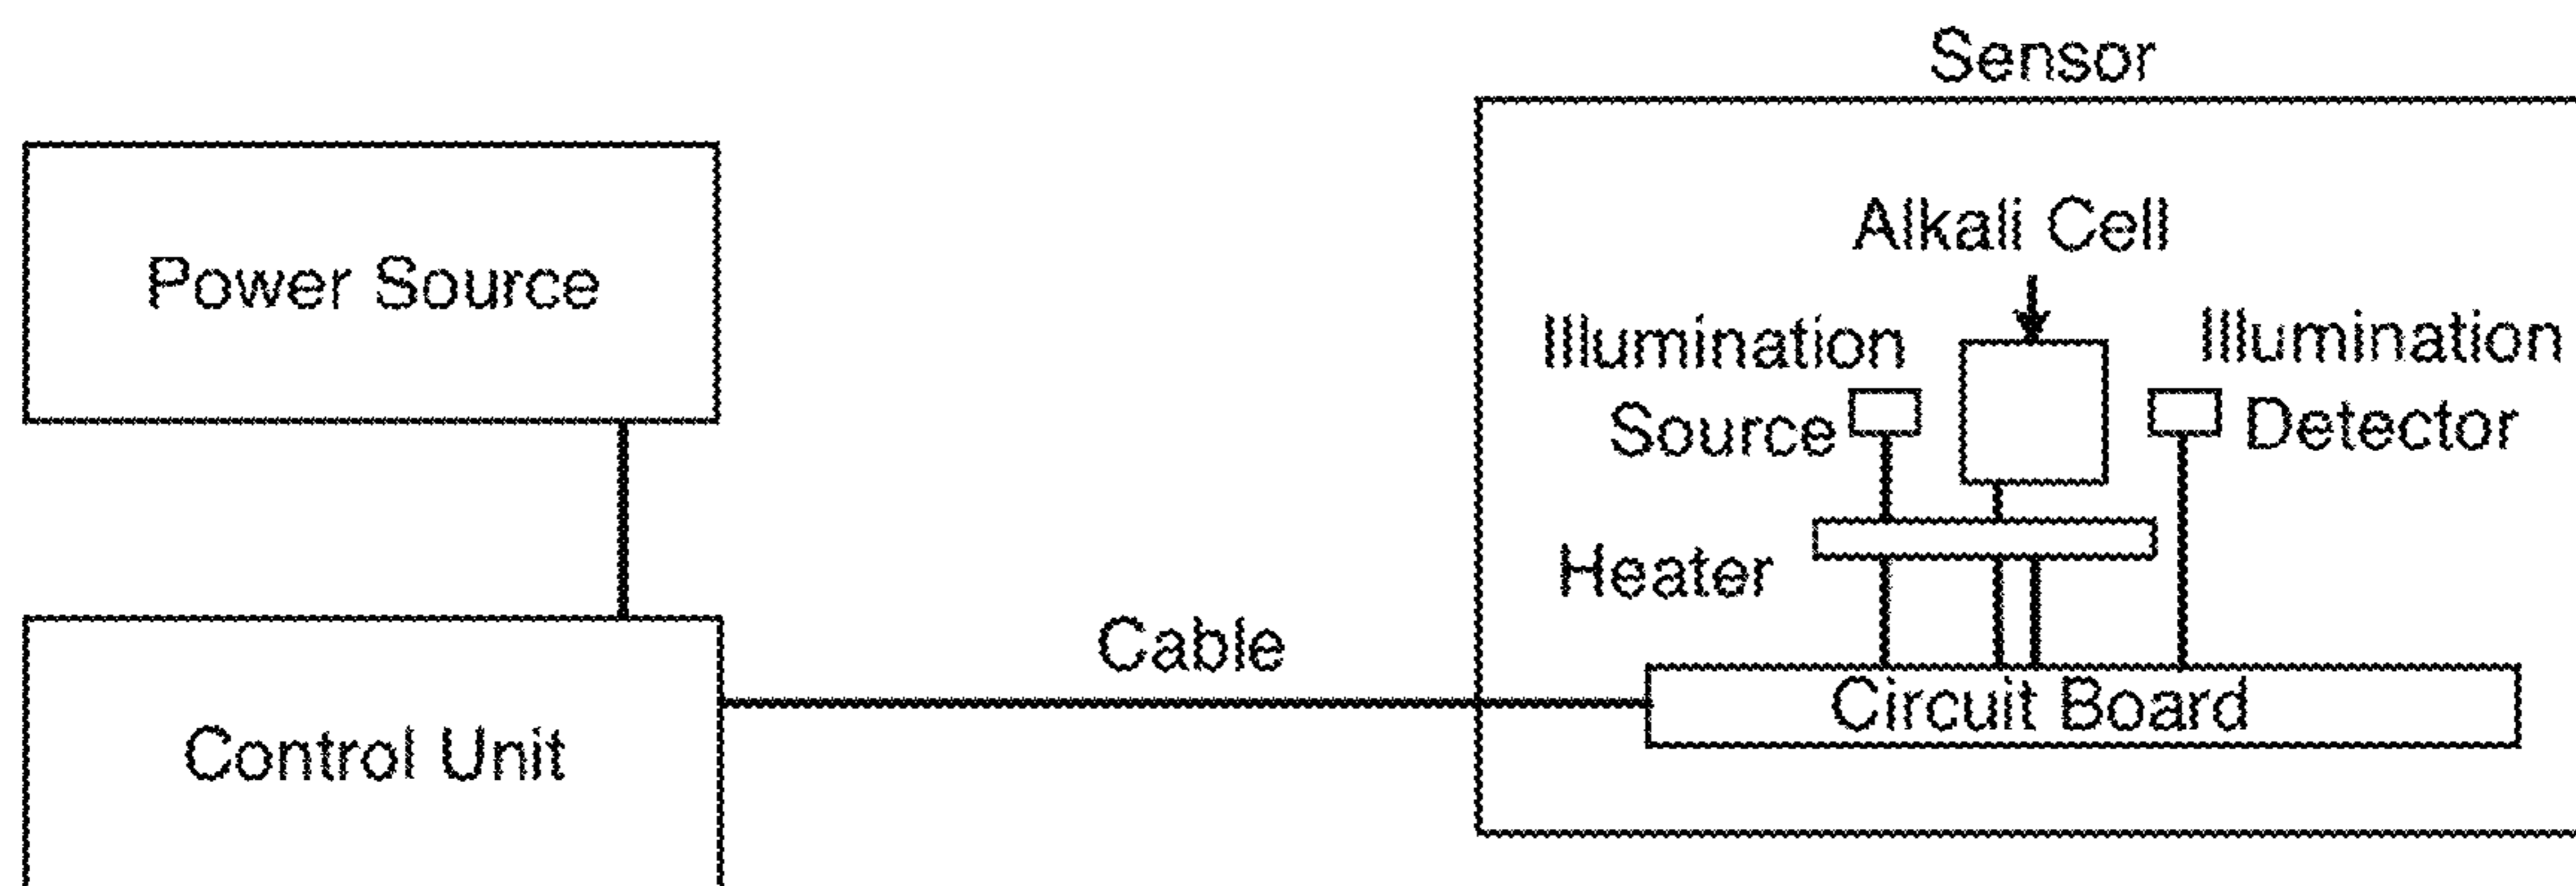 Sensor
Power Source
Alkali Cell
Illumination
Source
Illumination
Detector
Heater
Cable
Circuit Board
Control Unit